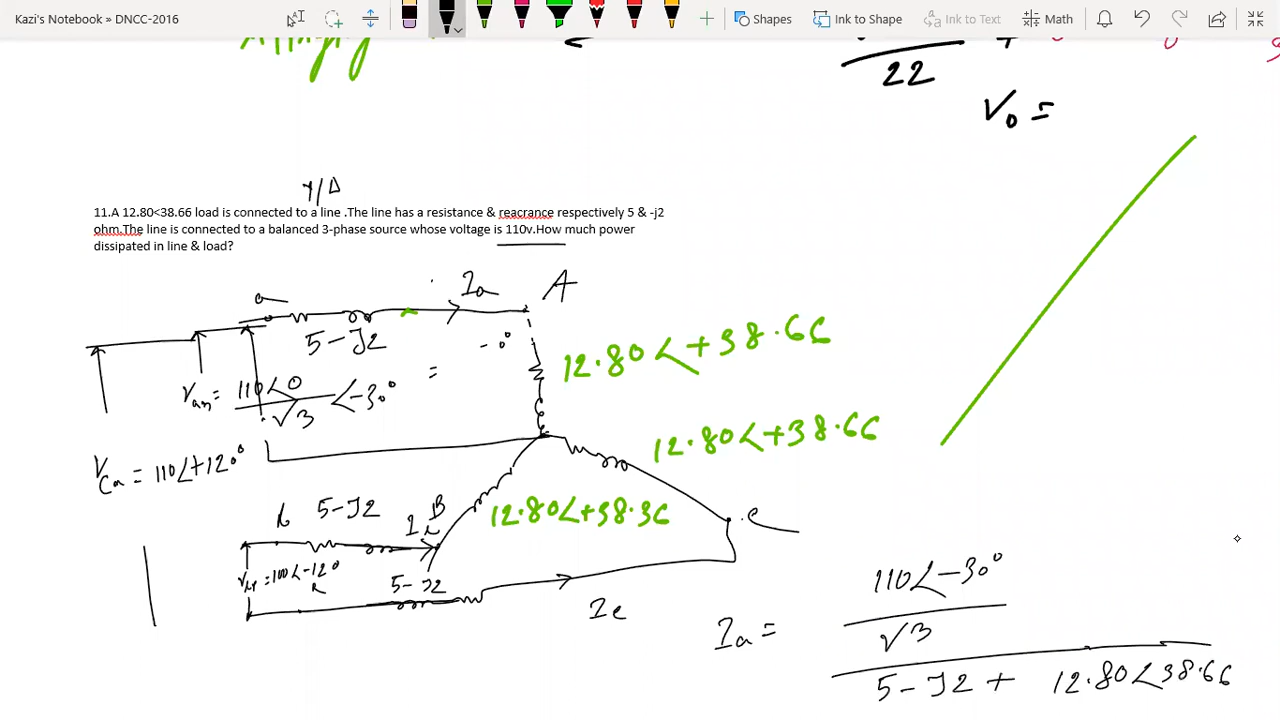 Kazi's Notebook » DNCC-2016
Shapes
Ink to Shape
Ink to Text
Math
22
V₀ =
Y/Δ
11.A 12.80<38.66 load is connected to a line .The line has a resistance & reacrance respectively 5 & -j2
ohm.The line is connected to a balanced 3-phase source whose voltage is 110v.How much power
dissipated in line & load?
a
Ia
A
5-J2
-0°
12.80∠+38.66
Van = 110∠0 / √3 ∠-30°
=
12.80∠+38.66
Vca = 110∠+120°
5-J2
B
12.80∠+38.36
c
=100∠-120
5-J2
Ic
Ia = 110∠-30° / √3
5-J2 + 12.80∠38.66